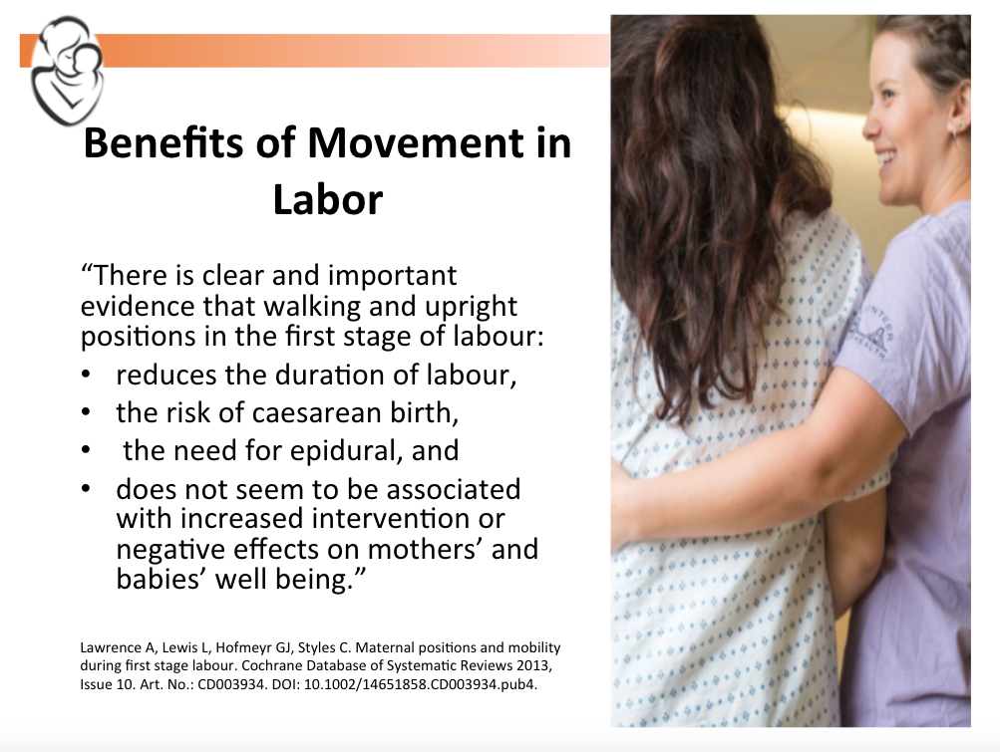 Benefits of Movement in
Labor
“There is clear and important
evidence that walking and upright
positions in the first stage of labour:
• reduces the duration of labour,
• the risk of caesarean birth,
• the need for epidural, and
• does not seem to be associated
with increased intervention or
negative effects on mothers’ and
babies’ well being.”
Lawrence A, Lewis L, Hofmeyr GJ, Styles C. Maternal positions and mobility
during first stage labour. Cochrane Database of Systematic Reviews 2013,
Issue 10. Art. No.: CD003934. DOI: 10.1002/14651858.CD003934.pub4.